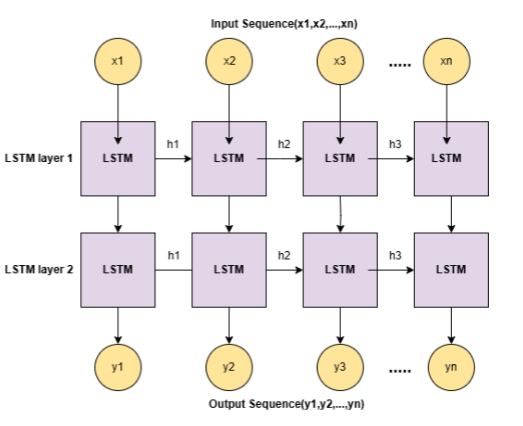 Input Sequence(x1,x2,...,xn)
x1 x2 x3 ..... xn
h1 h2 h3
LSTM layer 1 LSTM LSTM LSTM LSTM
h1 h2 h3
LSTM layer 2 LSTM LSTM LSTM LSTM
y1 y2 y3 ..... yn
Output Sequence(y1,y2,...,yn)